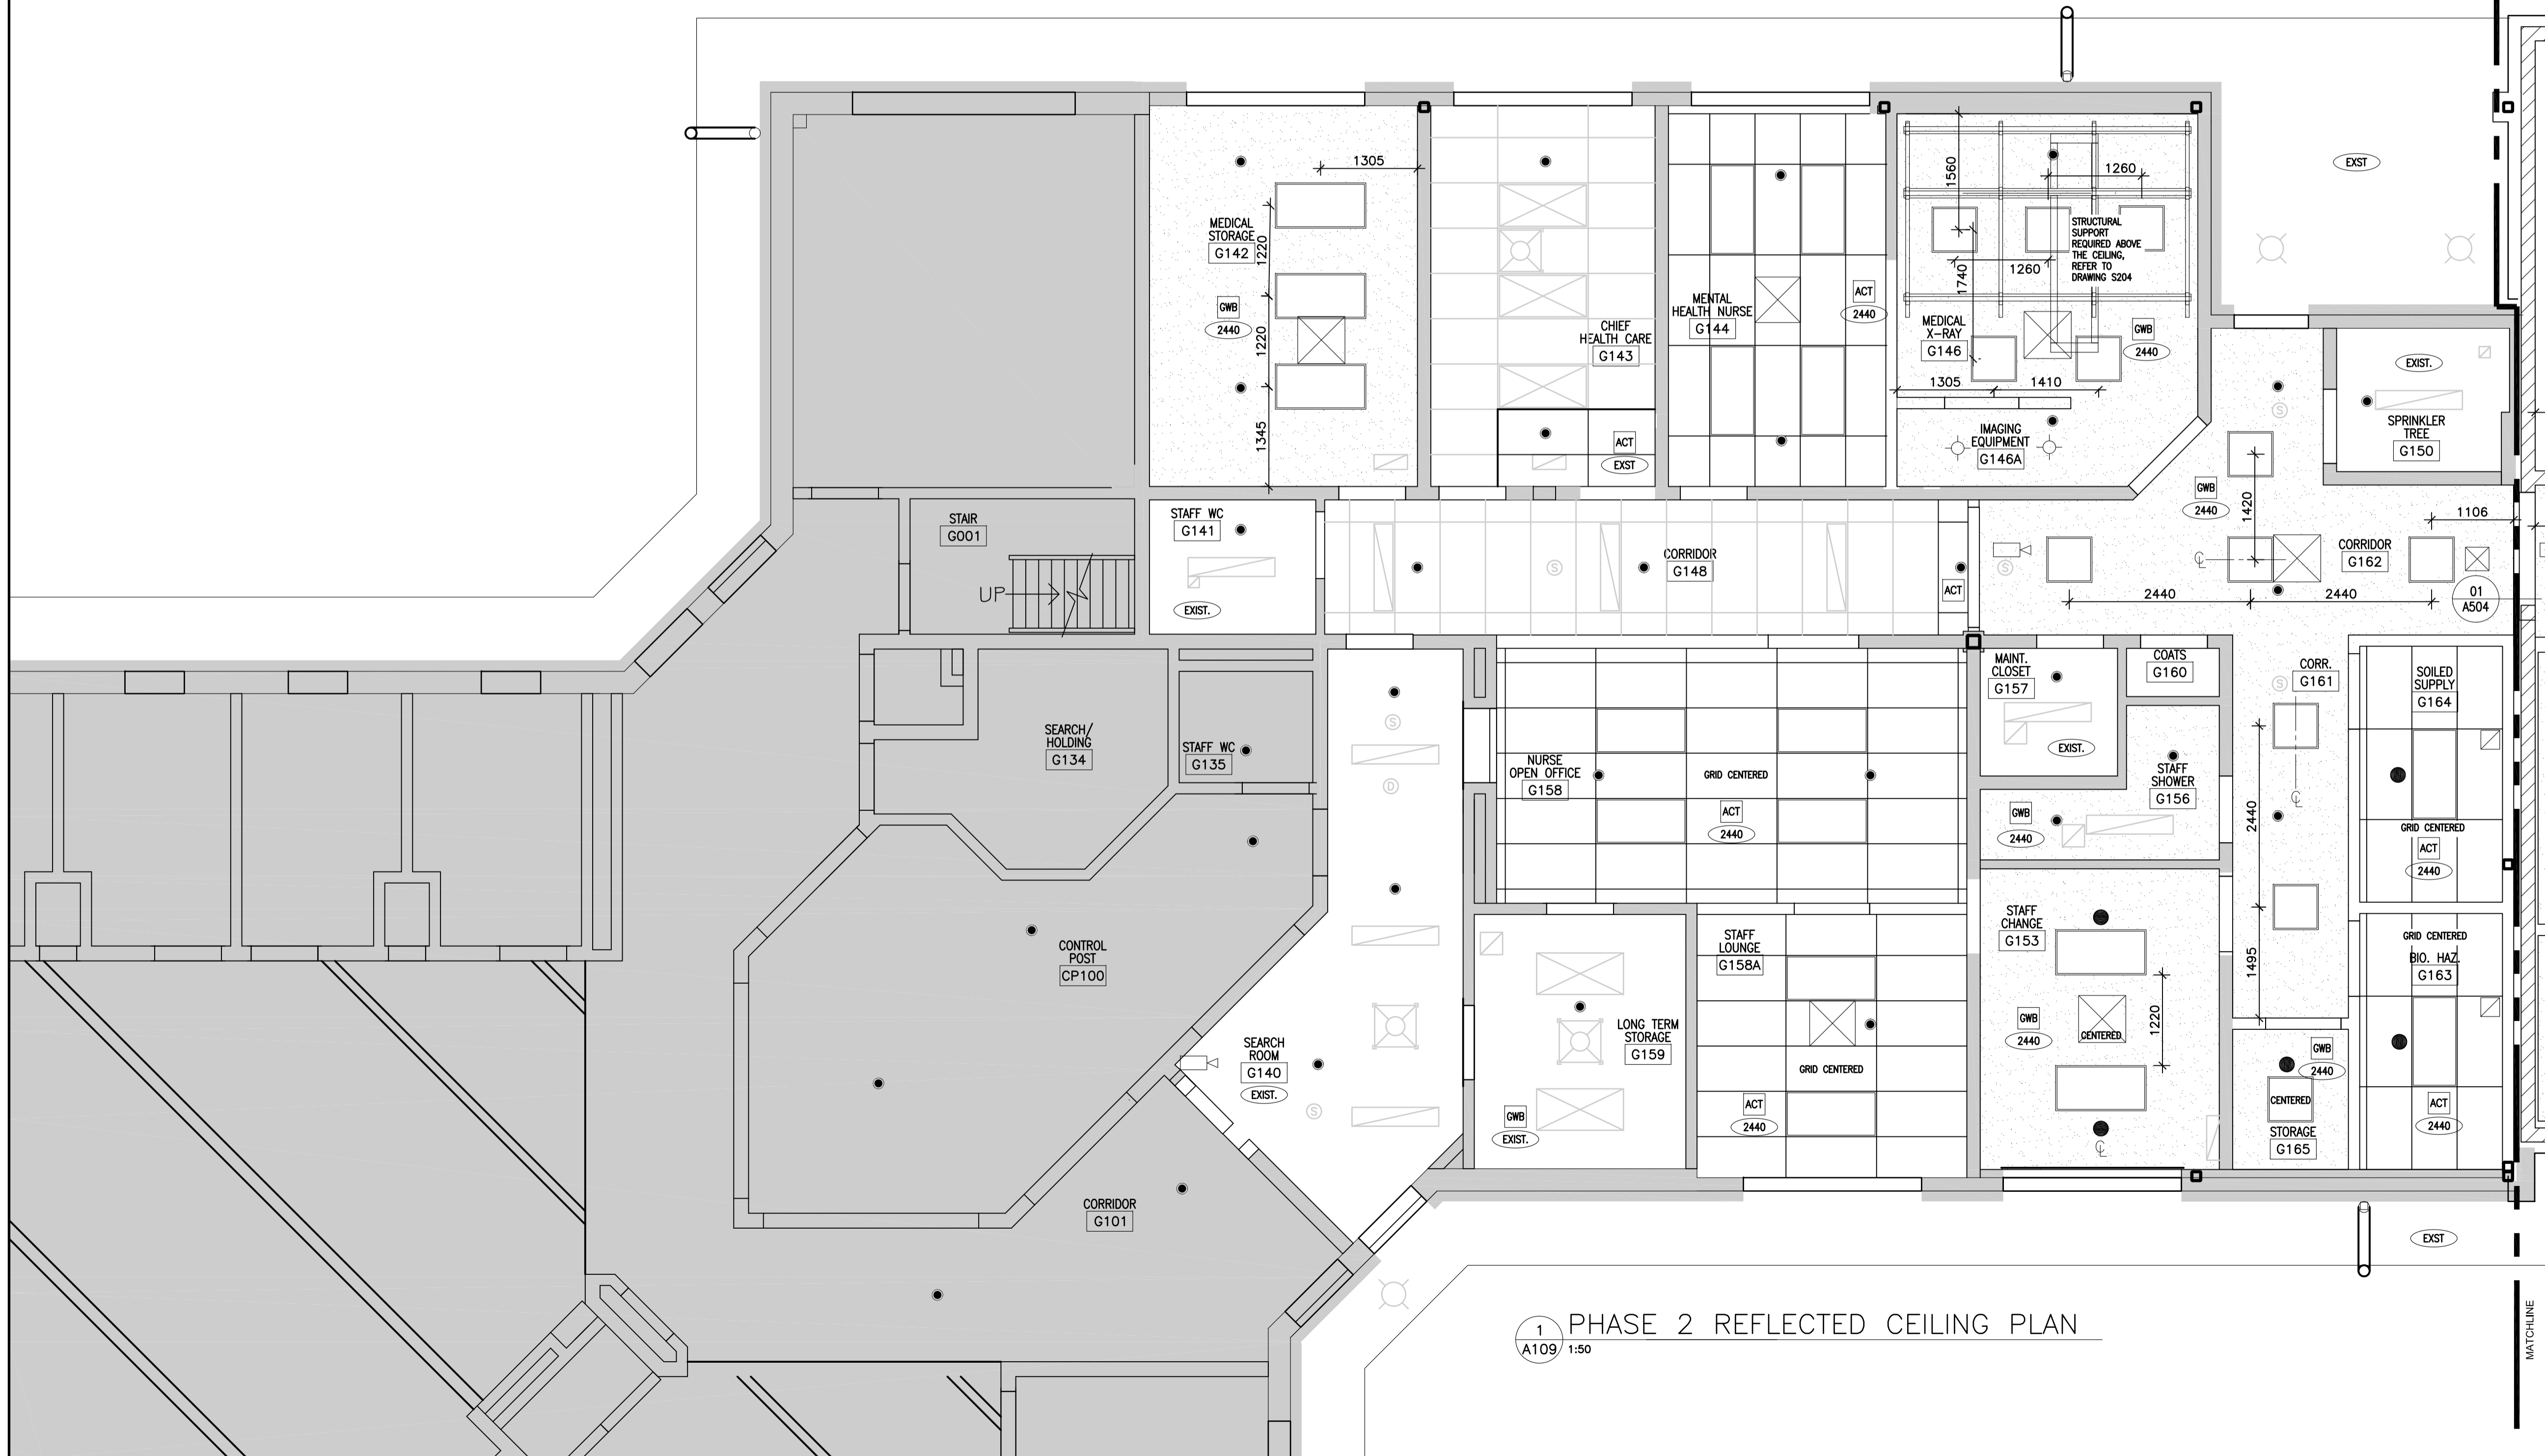 EXST
1305
MEDICAL
STORAGE
G142
1220
GWB
2440
1220
1345
CHIEF
HEALTH CARE
G143
ACT
EXST
MENTAL
HEALTH NURSE
G144
ACT
2440
1560
1260
STRUCTURAL
SUPPORT
REQUIRED ABOVE
THE CEILING,
REFER TO
DRAWING S204
1260
1740
MEDICAL
X-RAY
G146
GWB
2440
1305
1410
IMAGING
EQUIPMENT
G146A
EXIST.
SPRINKLER
TREE
G150
S
GWB
2440
1420
1106
STAIR
G001
UP
STAFF WC
G141
EXIST.
S
CORRIDOR
G148
ACT
S
CORRIDOR
G162
2440
2440
01
A504
MAINT.
CLOSET
G157
EXIST.
COATS
G160
CORR.
G161
S
SOILED
SUPPLY
G164
GRID CENTERED
ACT
2440
SEARCH/
HOLDING
G134
STAFF WC
G135
S
D
NURSE
OPEN OFFICE
G158
GRID CENTERED
ACT
2440
STAFF
SHOWER
G156
GWB
2440
2440
1495
STAFF
CHANGE
G153
GWB
2440
CENTERED
1220
GRID CENTERED
BIO. HAZ.
G163
ACT
2440
CONTROL
POST
CP100
SEARCH
ROOM
G140
EXIST.
S
LONG TERM
STORAGE
G159
GWB
EXIST.
STAFF
LOUNGE
G158A
GRID CENTERED
ACT
2440
GWB
2440
CENTERED
STORAGE
G165
CORRIDOR
G101
EXST
1
A109
PHASE 2 REFLECTED CEILING PLAN
1:50
MATCHLINE